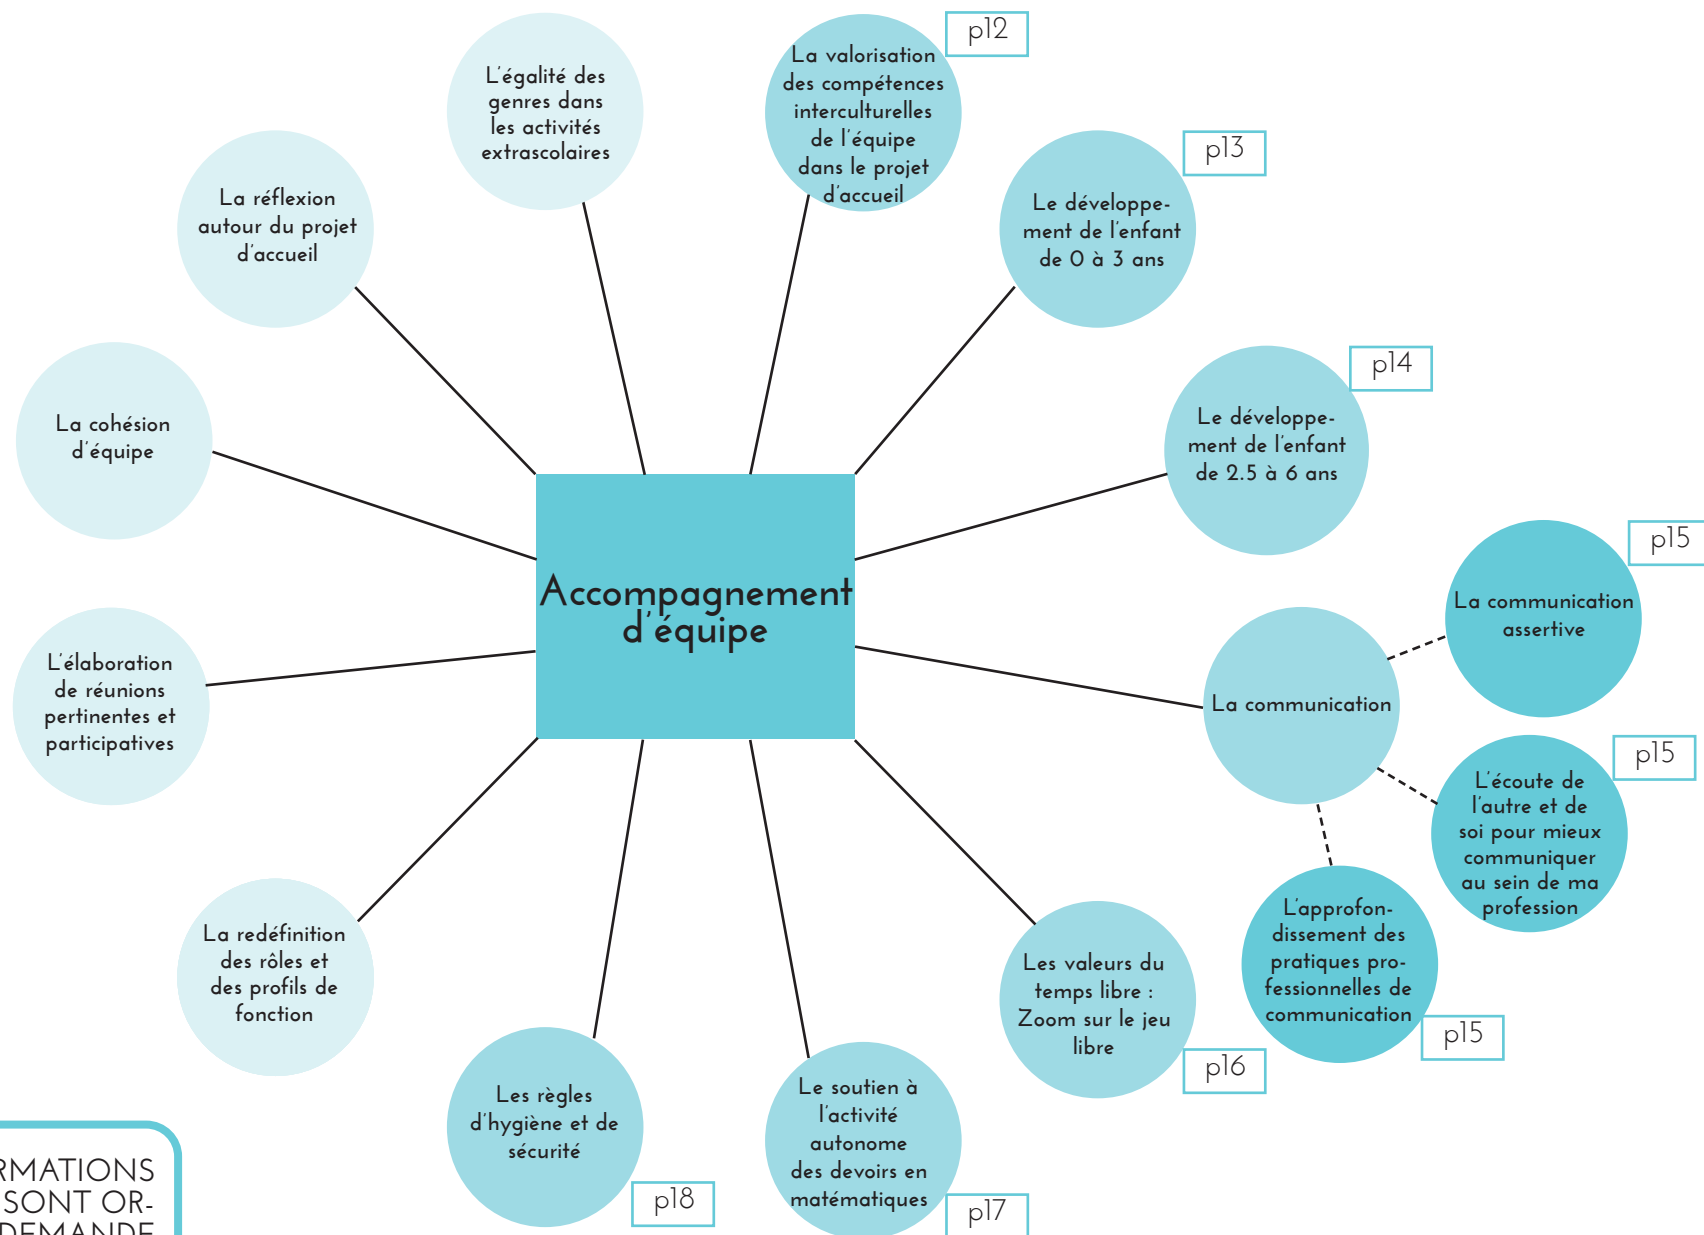 p12
La valorisation
des compétences
interculturelles
de l'équipe
dans le projet
d'accueil
L'égalité des
genres dans
les activités
extrascolaires
p13
Le développe-
ment de l'enfant
de 0 à 3 ans
La réflexion
autour du projet
d'accueil
p14
Le développe-
ment de l'enfant
de 2.5 à 6 ans
La cohésion
d'équipe
Accompagnement
d'équipe
p15
La communication
assertive
La communication
L'élaboration
de réunions
pertinentes et
participatives
p15
L'écoute de
l'autre et de
soi pour mieux
communiquer
au sein de ma
profession
L'approfon-
dissement des
pratiques pro-
fessionnelles de
communication
p15
La redéfinition
des rôles et
des profils de
fonction
Les valeurs du
temps libre :
Zoom sur le jeu
libre
p16
Les règles
d'hygiène et de
sécurité
p18
Le soutien à
l'activité
autonome
des devoirs en
matématiques
p17
RMATIONS
SONT OR-
DEMANDE